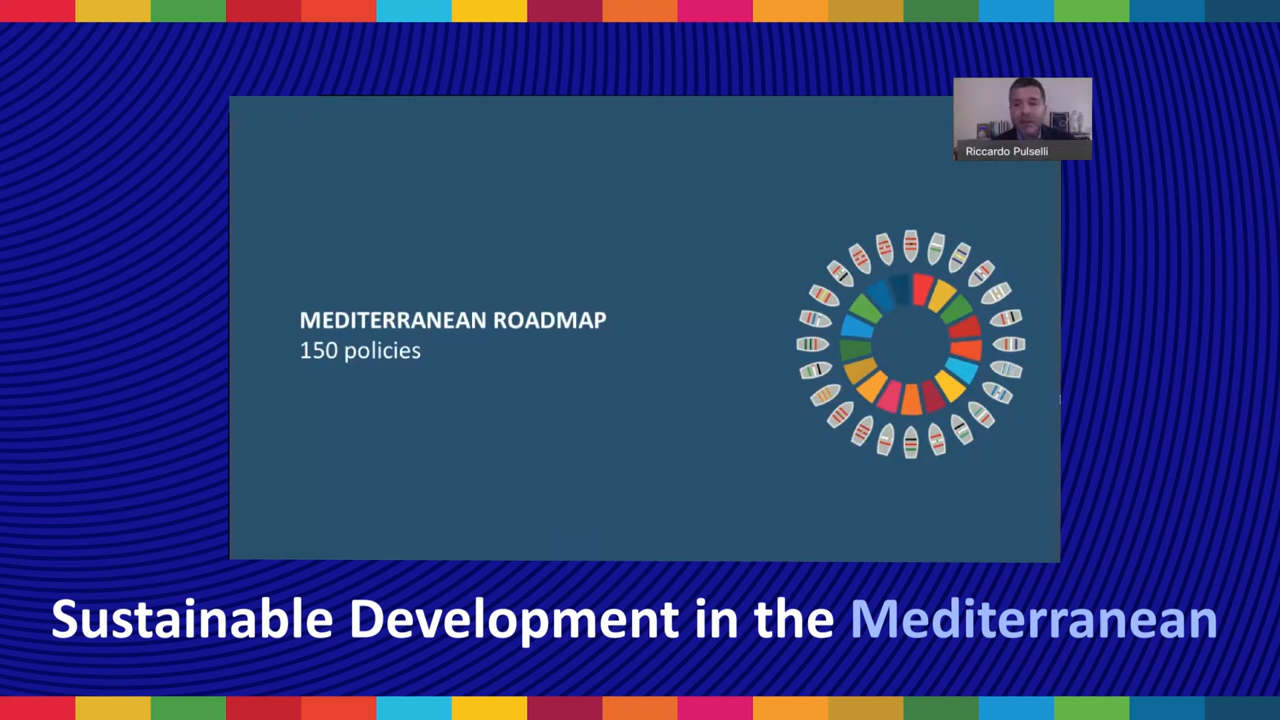 Riccardo Pulselli
MEDITERRANEAN ROADMAP
150 policies
Sustainable Development in the Mediterranean